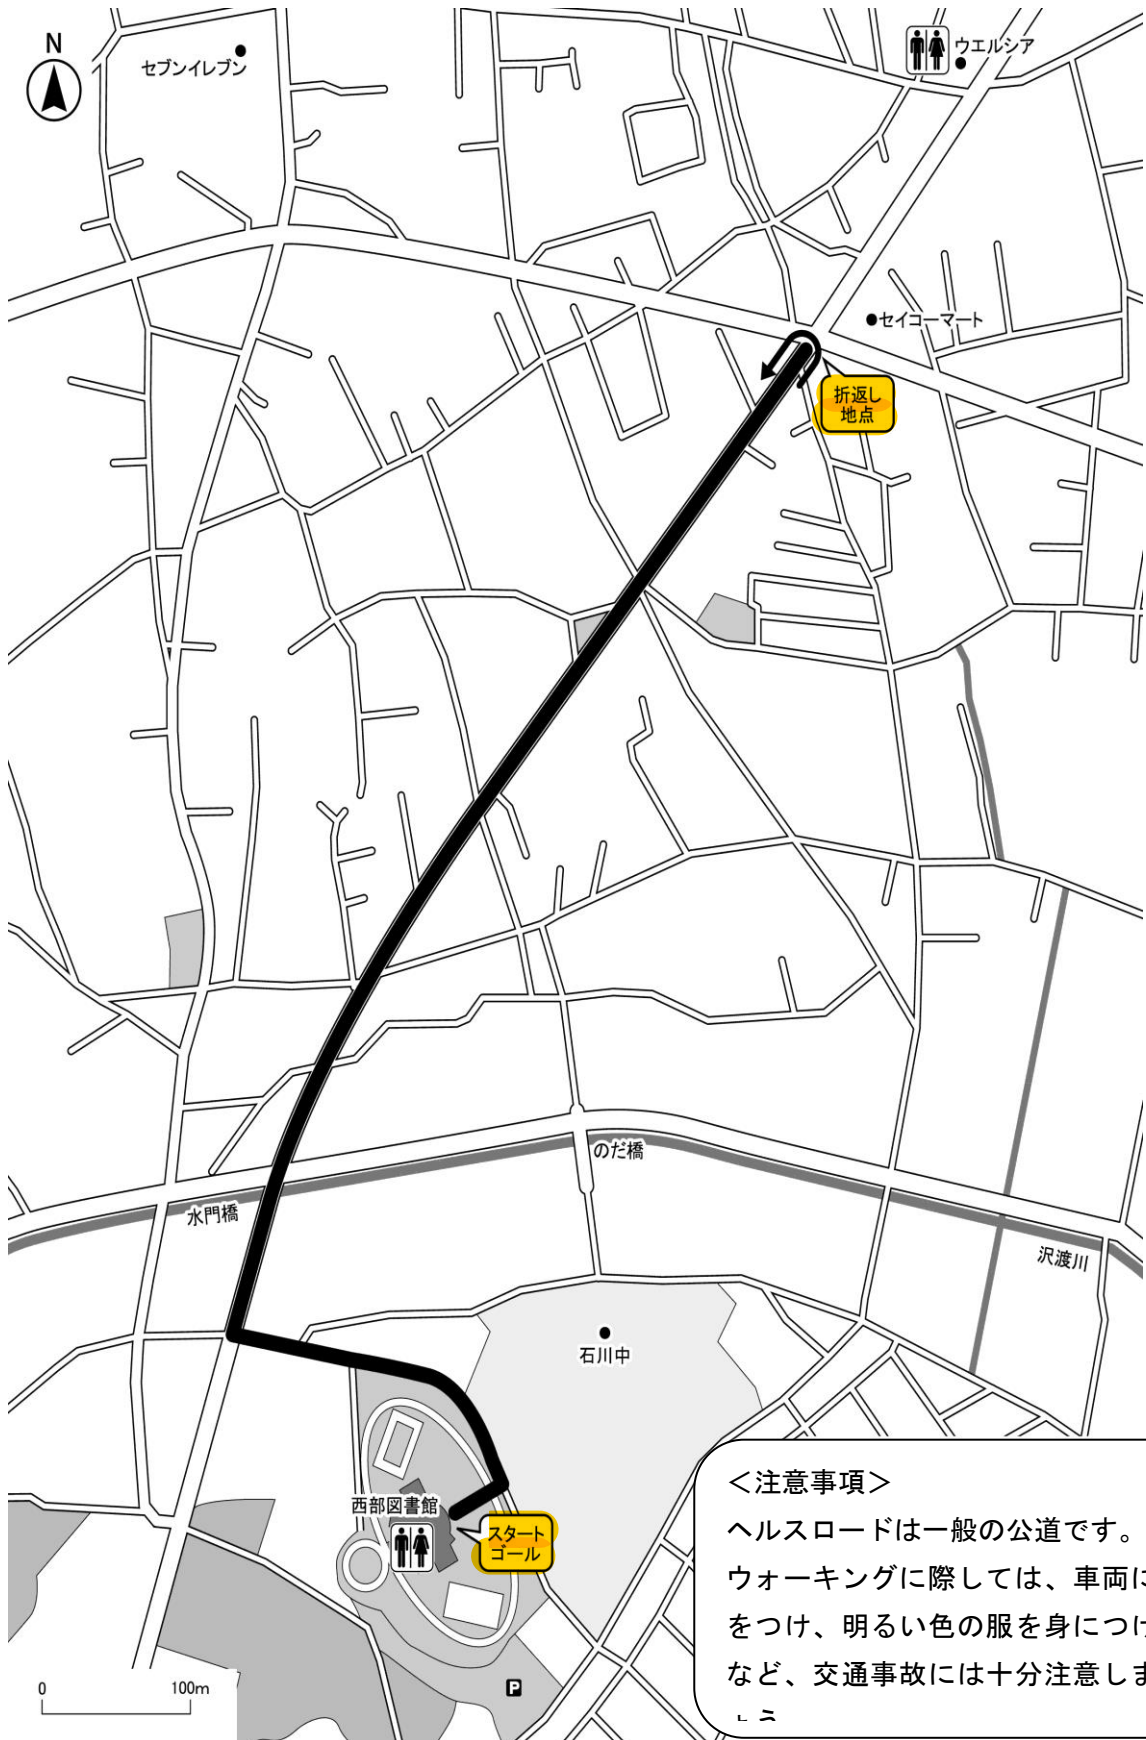 N
セブンイレブン
ウエルシア
セイコーマート
折返し
地点
のだ橋
水門橋
沢渡川
石川中
西部図書館
スタート
ゴール
P
0 100m
＜注意事項＞
ヘルスロードは一般の公道です。
ウォーキングに際しては、車両に
をつけ、明るい色の服を身につけ
など、交通事故には十分注意しま